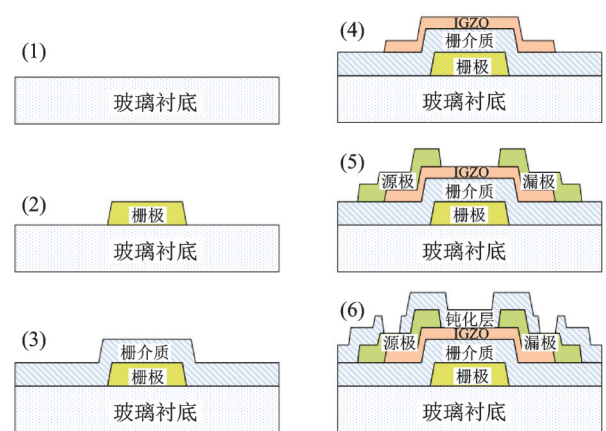 (1)
玻璃衬底
(2)
栅极
玻璃衬底
(3)
栅介质
栅极
玻璃衬底
(4)
IGZO
栅介质
栅极
玻璃衬底
(5)
源极 IGZO 漏极
栅介质
栅极
玻璃衬底
(6)
钝化层
源极 IGZO 漏极
栅介质
栅极
玻璃衬底